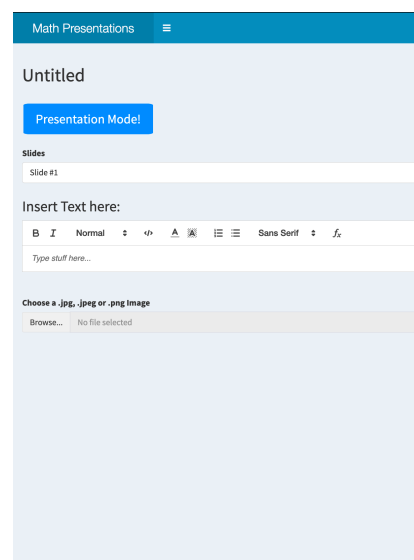 Math Presentations
Untitled
Presentation Mode!
Slides
Slide #1
Insert Text here:
B I Normal </> A A Sans Serif fx
Type stuff here...
Choose a .jpg, .jpeg or .png Image
Browse... No file selected